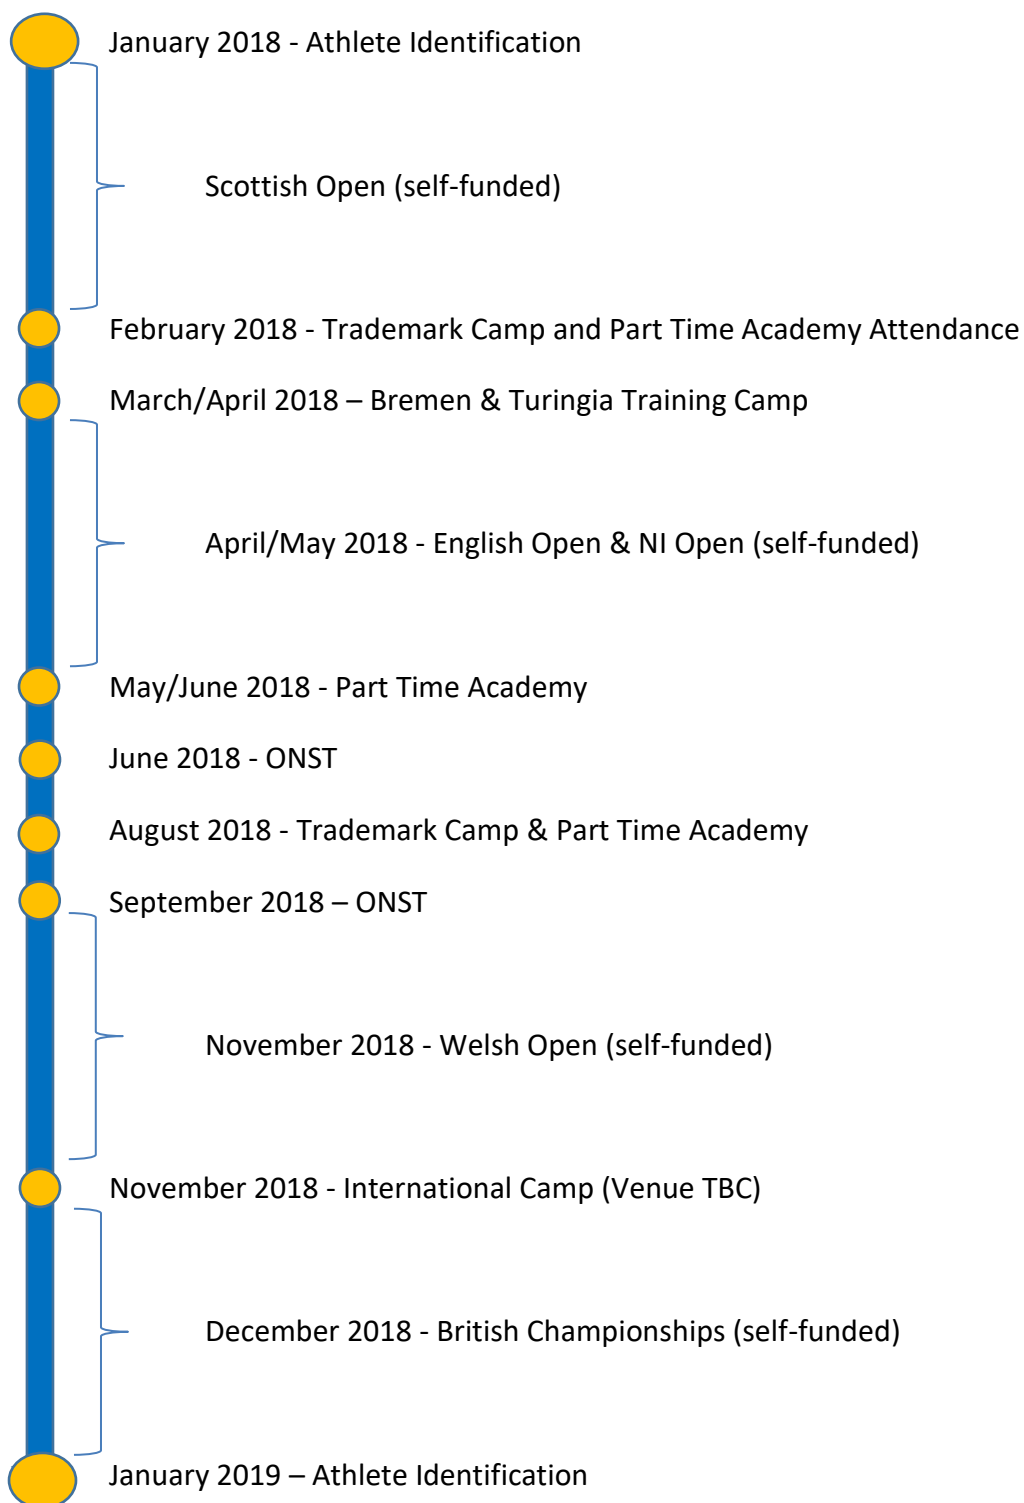 January 2018 - Athlete Identification
Scottish Open (self-funded)
February 2018 - Trademark Camp and Part Time Academy Attendance
March/April 2018 – Bremen & Turingia Training Camp
April/May 2018 - English Open & NI Open (self-funded)
May/June 2018 - Part Time Academy
June 2018 - ONST
August 2018 - Trademark Camp & Part Time Academy
September 2018 – ONST
November 2018 - Welsh Open (self-funded)
November 2018 - International Camp (Venue TBC)
December 2018 - British Championships (self-funded)
January 2019 – Athlete Identification